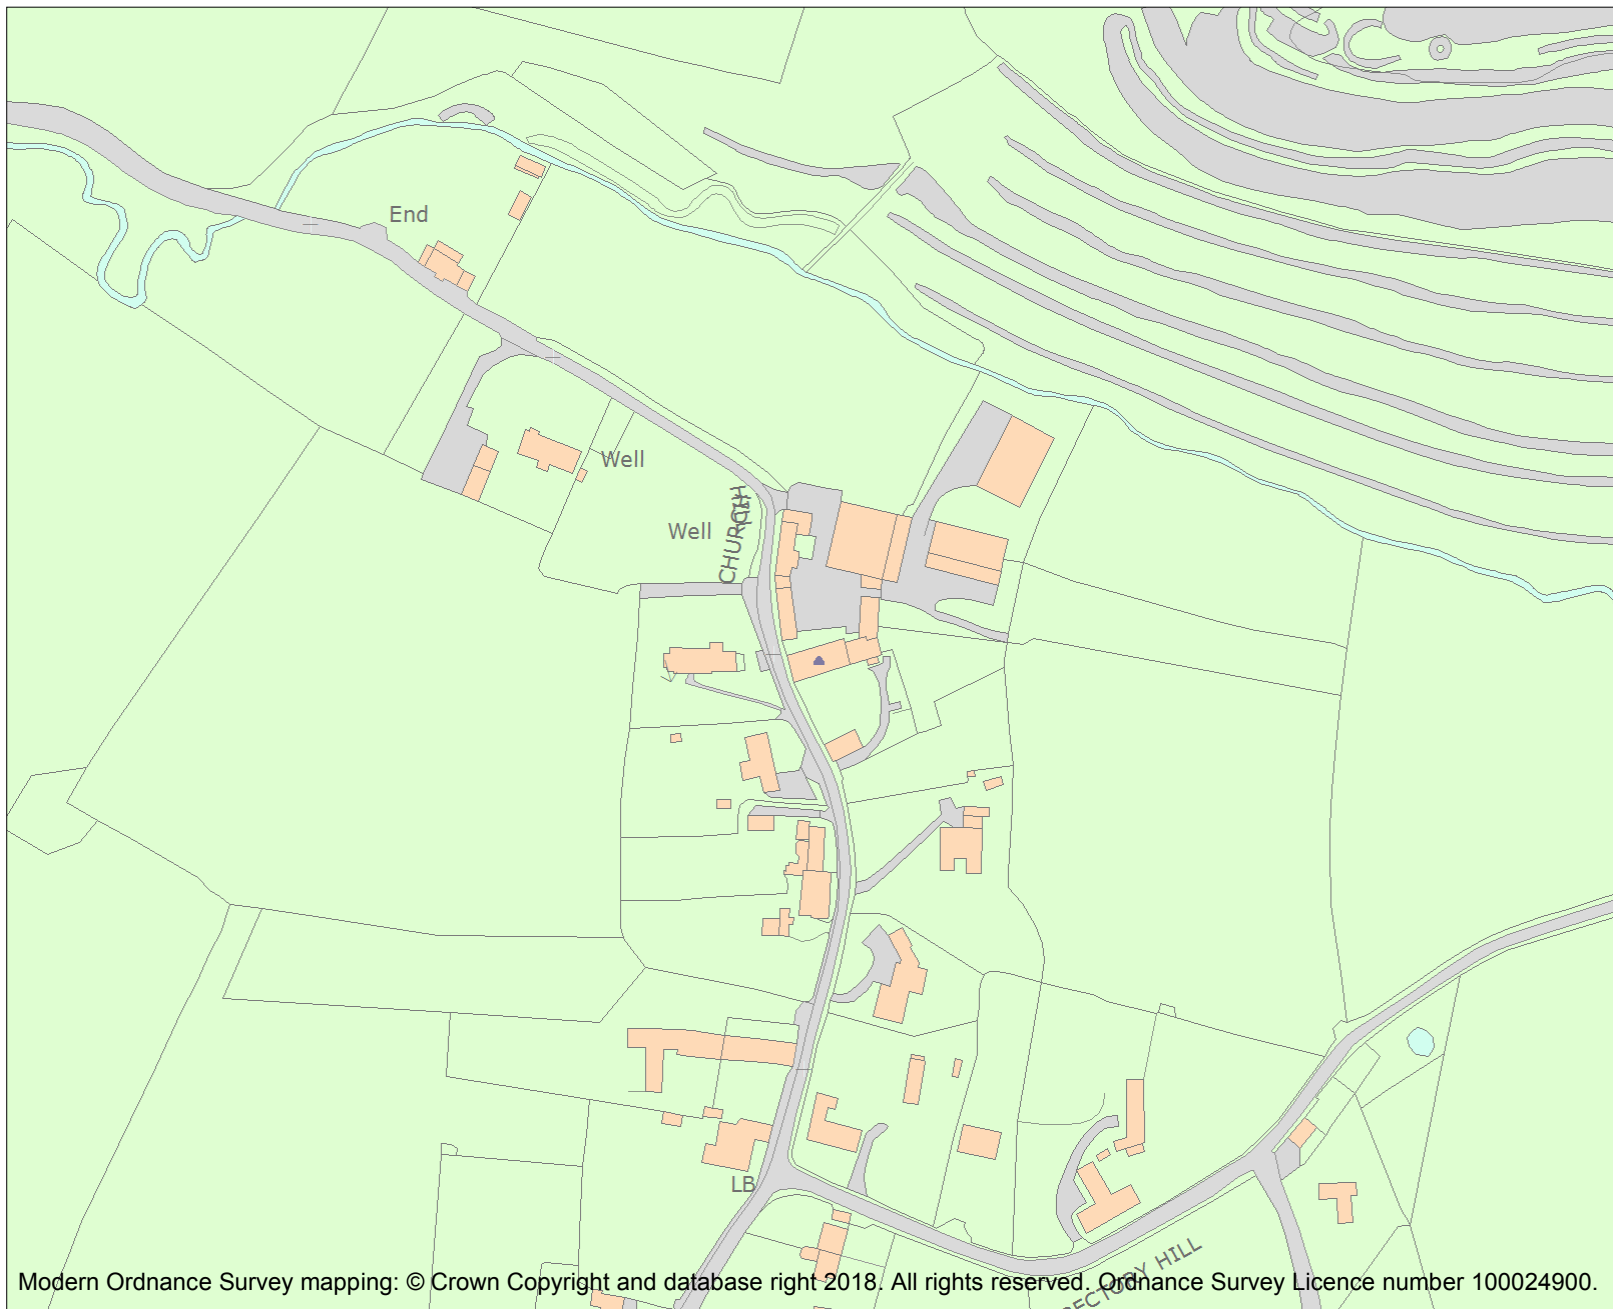 End
Well
Well
CHURCH
LB
RECTORY HILL
Modern Ordnance Survey mapping: © Crown Copyright and database right 2018. All rights reserved. Ordnance Survey Licence number 100024900.